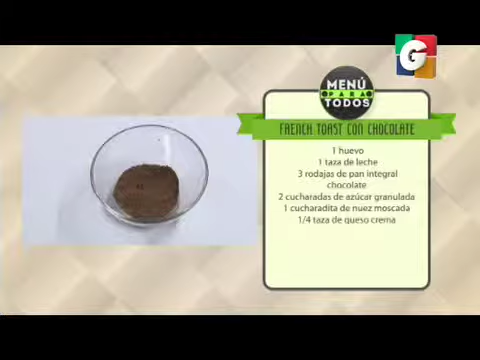 G
MENÚ
PARA
TODOS
FRENCH TOAST CON CHOCOLATE
1 huevo
1 taza de leche
3 rodajas de pan integral
chocolate
2 cucharadas de azúcar granulada
1 cucharadita de nuez moscada
1/4 taza de queso crema